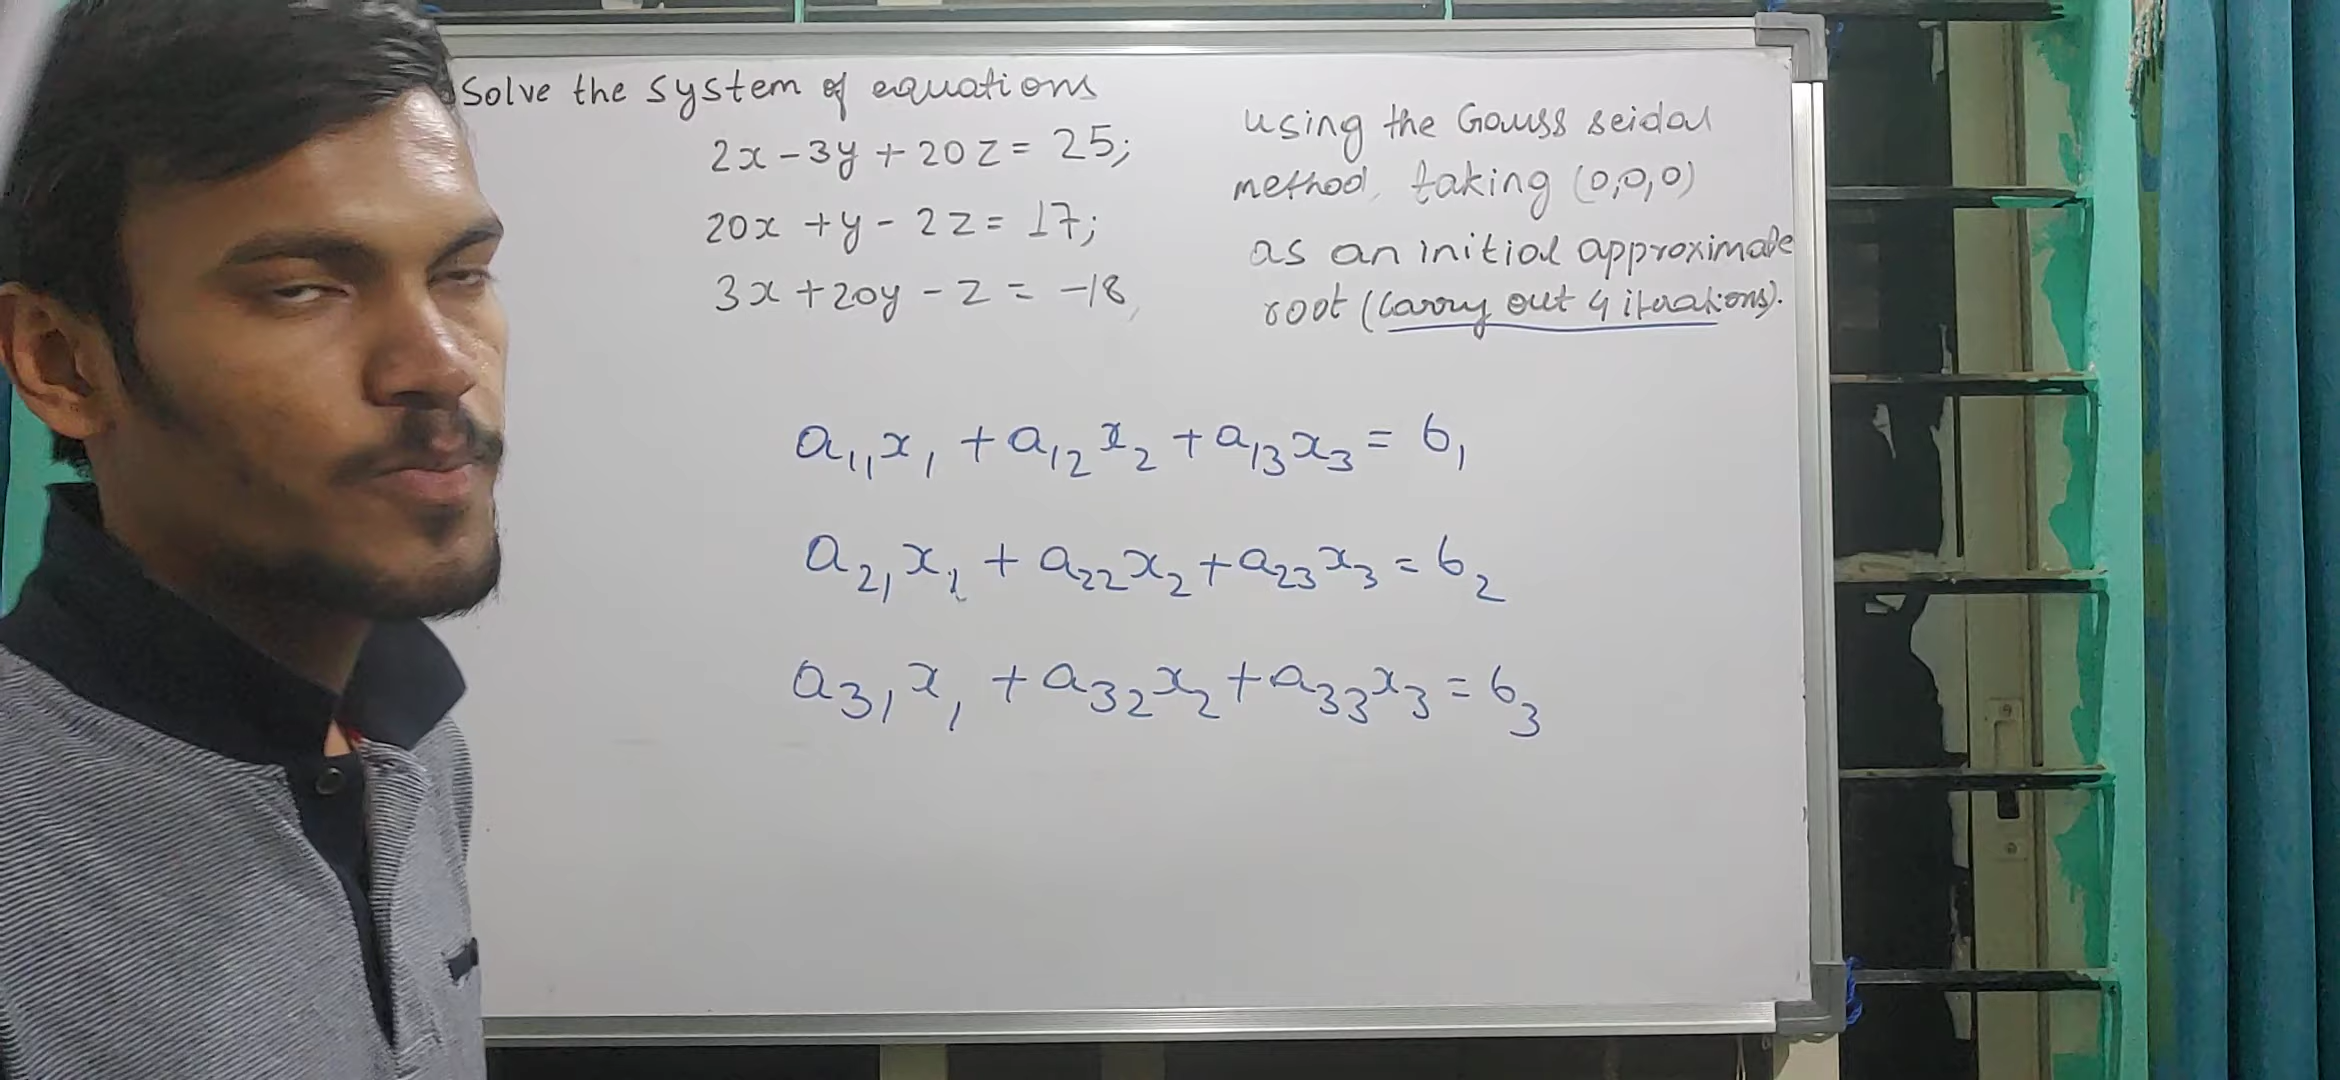 Solve the system of equations
2x - 3y + 20z = 25;
20x + y - 2z = 17;
3x + 20y - z = -18,
using the Gauss seidal
method, taking (0,0,0)
as an initial approximate
root (Carry out 4 iterations).
a₁₁x₁ + a₁₂x₂ + a₁₃x₃ = b₁
a₂₁x₁ + a₂₂x₂ + a₂₃x₃ = b₂
a₃₁x₁ + a₃₂x₂ + a₃₃x₃ = b₃